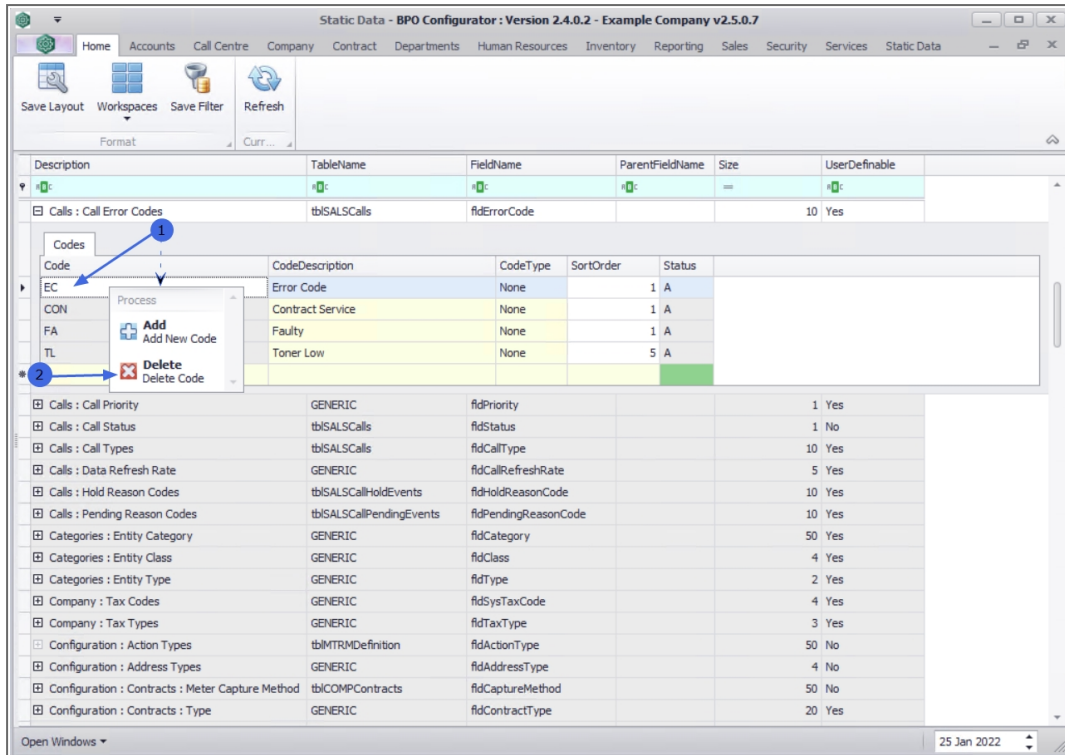 Static Data - BPO Configurator : Version 2.4.0.2 - Example Company v2.5.0.7
Home Accounts Call Centre Company Contract Departments Human Resources Inventory Reporting Sales Security Services Static Data
Save Layout Workspaces Save Filter Refresh
Format Curr...
Description TableName FieldName ParentFieldName Size UserDefinable
ABC ABC ABC ABC = ABC
Calls : Call Error Codes tblSALSCalls fldErrorCode 10 Yes
1
Codes
Code CodeDescription CodeType SortOrder Status
EC Error Code None 1 A
CON Contract Service None 1 A
FA Faulty None 1 A
TL Toner Low None 5 A
Process
Add
Add New Code
Delete
2 Delete Code
Calls : Call Priority GENERIC fldPriority 1 Yes
Calls : Call Status tblSALSCalls fldStatus 1 No
Calls : Call Types tblSALSCalls fldCallType 10 Yes
Calls : Data Refresh Rate GENERIC fldCallRefreshRate 5 Yes
Calls : Hold Reason Codes tblSALSCallHoldEvents fldHoldReasonCode 10 Yes
Calls : Pending Reason Codes tblSALSCallPendingEvents fldPendingReasonCode 10 Yes
Categories : Entity Category GENERIC fldCategory 50 Yes
Categories : Entity Class GENERIC fldClass 4 Yes
Categories : Entity Type GENERIC fldType 2 Yes
Company : Tax Codes GENERIC fldSysTaxCode 4 Yes
Company : Tax Types GENERIC fldTaxType 3 Yes
Configuration : Action Types tblMTRMDefinition fldActionType 50 No
Configuration : Address Types GENERIC fldAddressType 4 No
Configuration : Contracts : Meter Capture Method tblCOMPContracts fldCaptureMethod 50 No
Configuration : Contracts : Type GENERIC fldContractType 20 Yes
Open Windows 25 Jan 2022